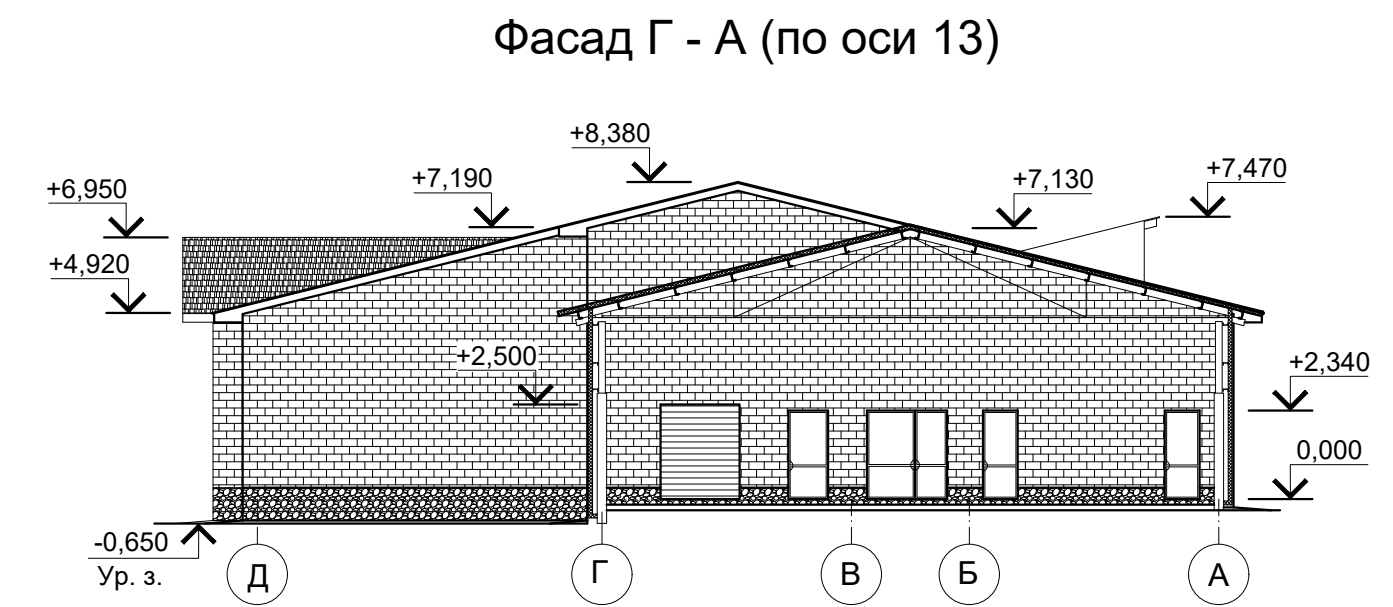 Фасад Г - А (по оси 13)
+8,380
+7,190
+7,130
+7,470
+6,950
+4,920
+2,500
+2,340
0,000
-0,650
Ур. з.
Д
Г
В
Б
А